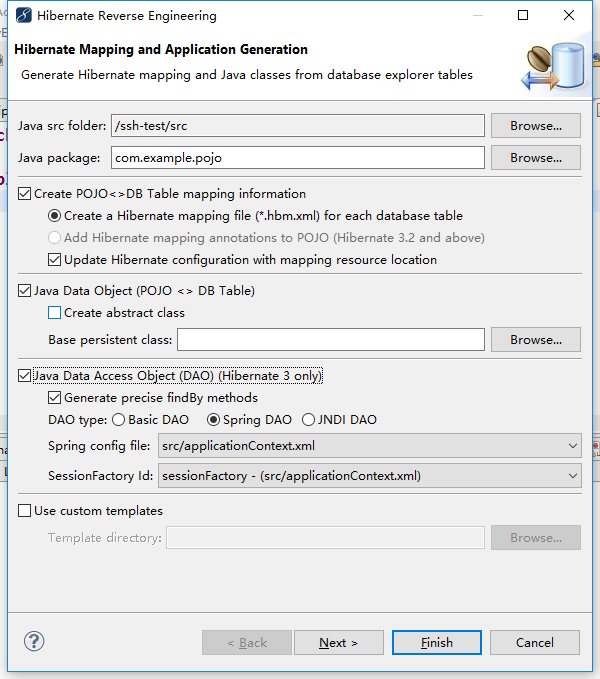 Hibernate Reverse Engineering
Hibernate Mapping and Application Generation
Generate Hibernate mapping and Java classes from database explorer tables
Java src folder: /ssh-test/src Browse...
Java package: com.example.pojo Browse...
Create POJO<>DB Table mapping information
Create a Hibernate mapping file (*.hbm.xml) for each database table
Add Hibernate mapping annotations to POJO (Hibernate 3.2 and above)
Update Hibernate configuration with mapping resource location
Java Data Object (POJO <> DB Table)
Create abstract class
Base persistent class: Browse...
Java Data Access Object (DAO) (Hibernate 3 only)
Generate precise findBy methods
DAO type: Basic DAO Spring DAO JNDI DAO
Spring config file: src/applicationContext.xml
SessionFactory Id: sessionFactory - (src/applicationContext.xml)
Use custom templates
Template directory: Browse...
? < Back Next > Finish Cancel